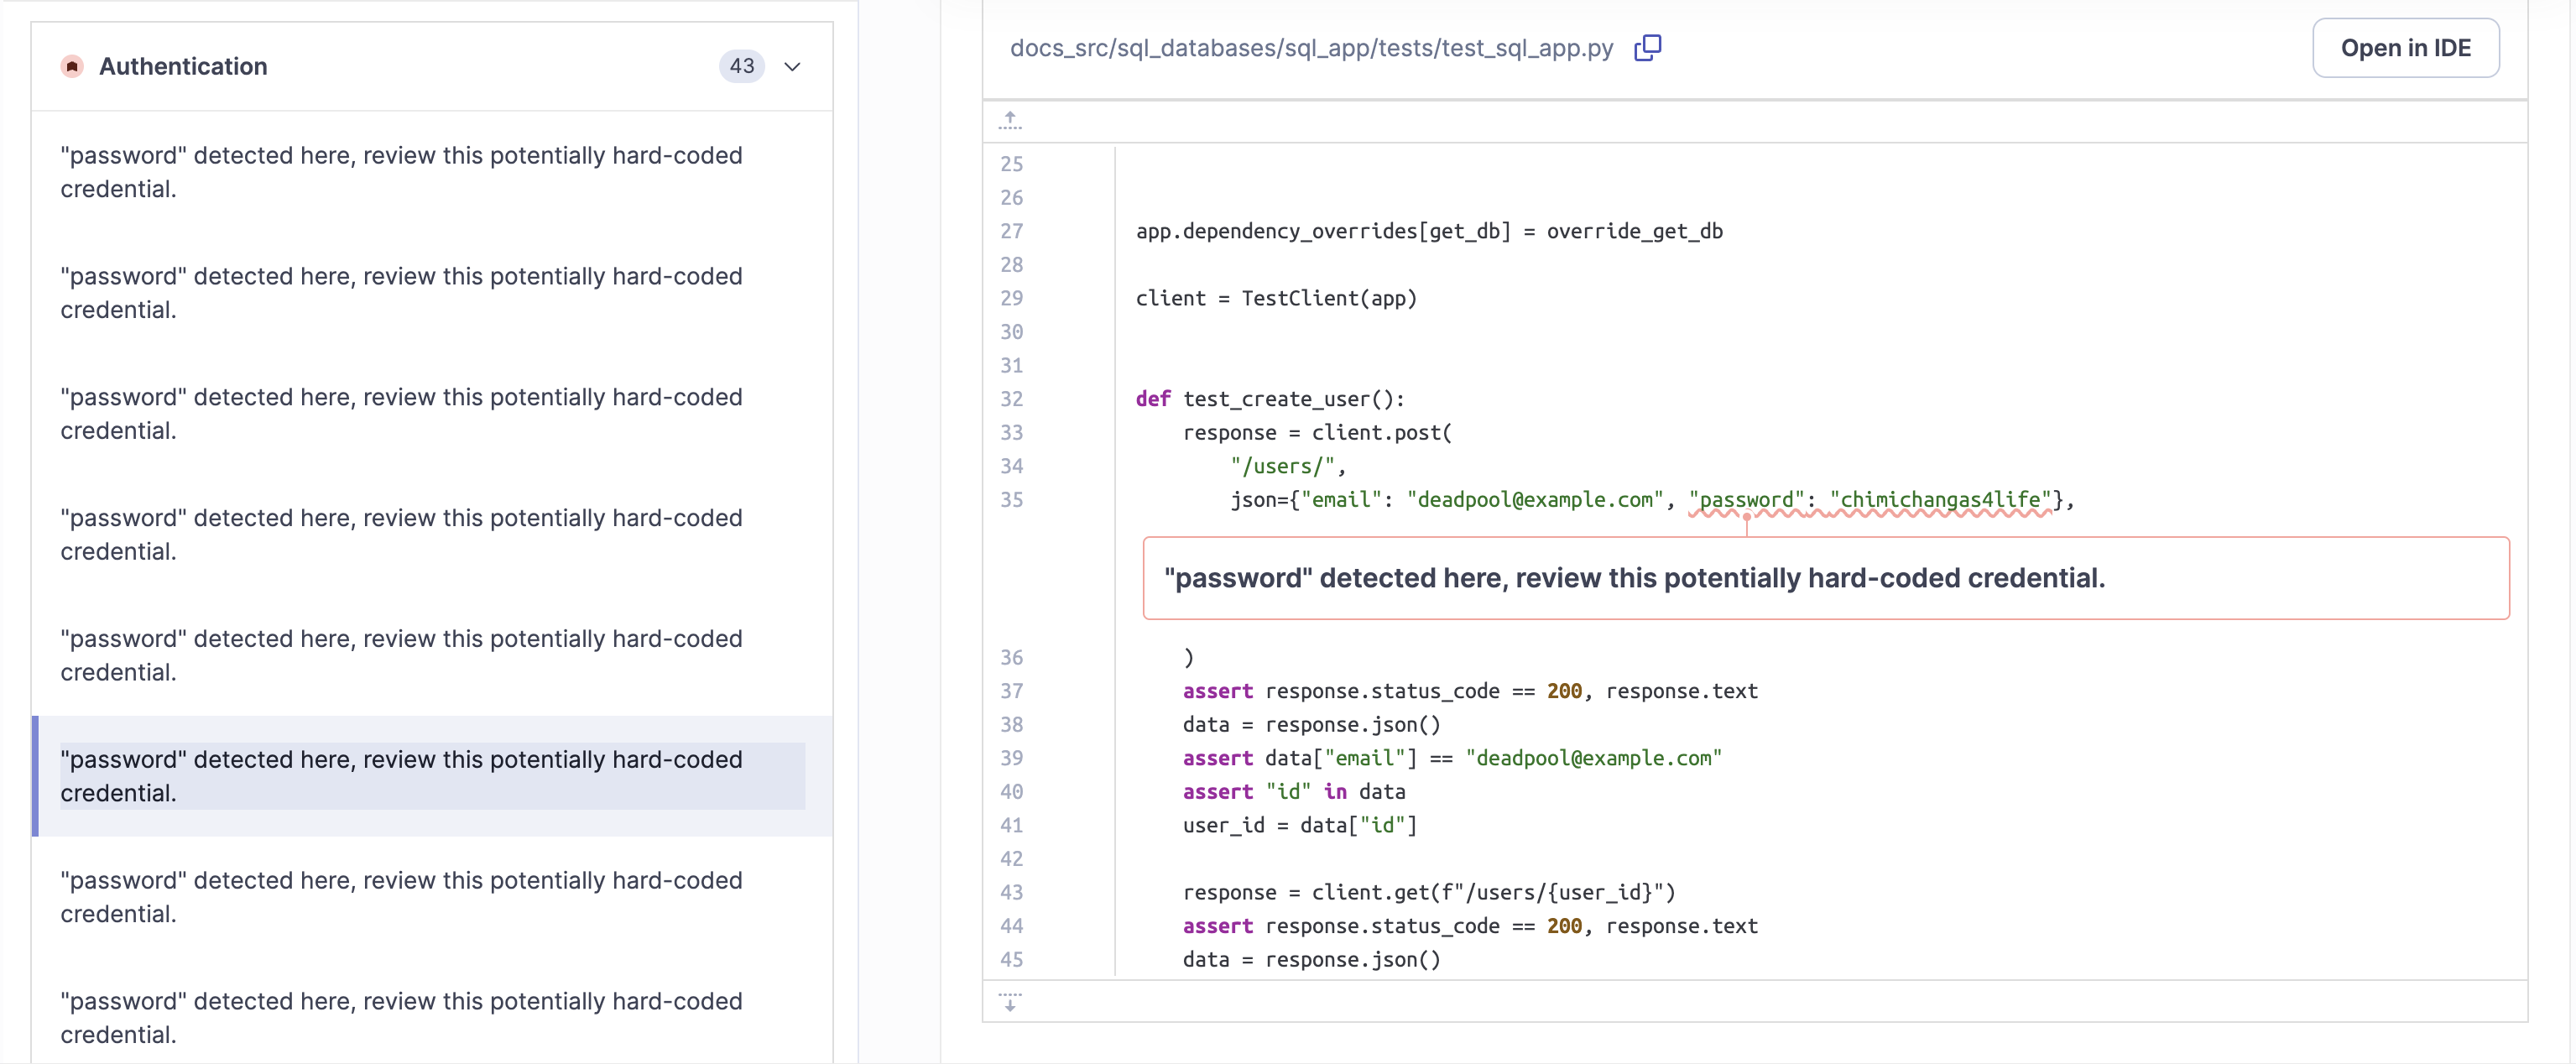 Authentication 43
"password" detected here, review this potentially hard-coded
credential.
"password" detected here, review this potentially hard-coded
credential.
"password" detected here, review this potentially hard-coded
credential.
"password" detected here, review this potentially hard-coded
credential.
"password" detected here, review this potentially hard-coded
credential.
"password" detected here, review this potentially hard-coded
credential.
"password" detected here, review this potentially hard-coded
credential.
"password" detected here, review this potentially hard-coded
credential.
docs_src/sql_databases/sql_app/tests/test_sql_app.py
Open in IDE
25
26
27 app.dependency_overrides[get_db] = override_get_db
28
29 client = TestClient(app)
30
31
32 def test_create_user():
33     response = client.post(
34         "/users/",
35         json={"email": "deadpool@example.com", "password": "chimichangas4life"},
"password" detected here, review this potentially hard-coded credential.
36     )
37     assert response.status_code == 200, response.text
38     data = response.json()
39     assert data["email"] == "deadpool@example.com"
40     assert "id" in data
41     user_id = data["id"]
42
43     response = client.get(f"/users/{user_id}")
44     assert response.status_code == 200, response.text
45     data = response.json()